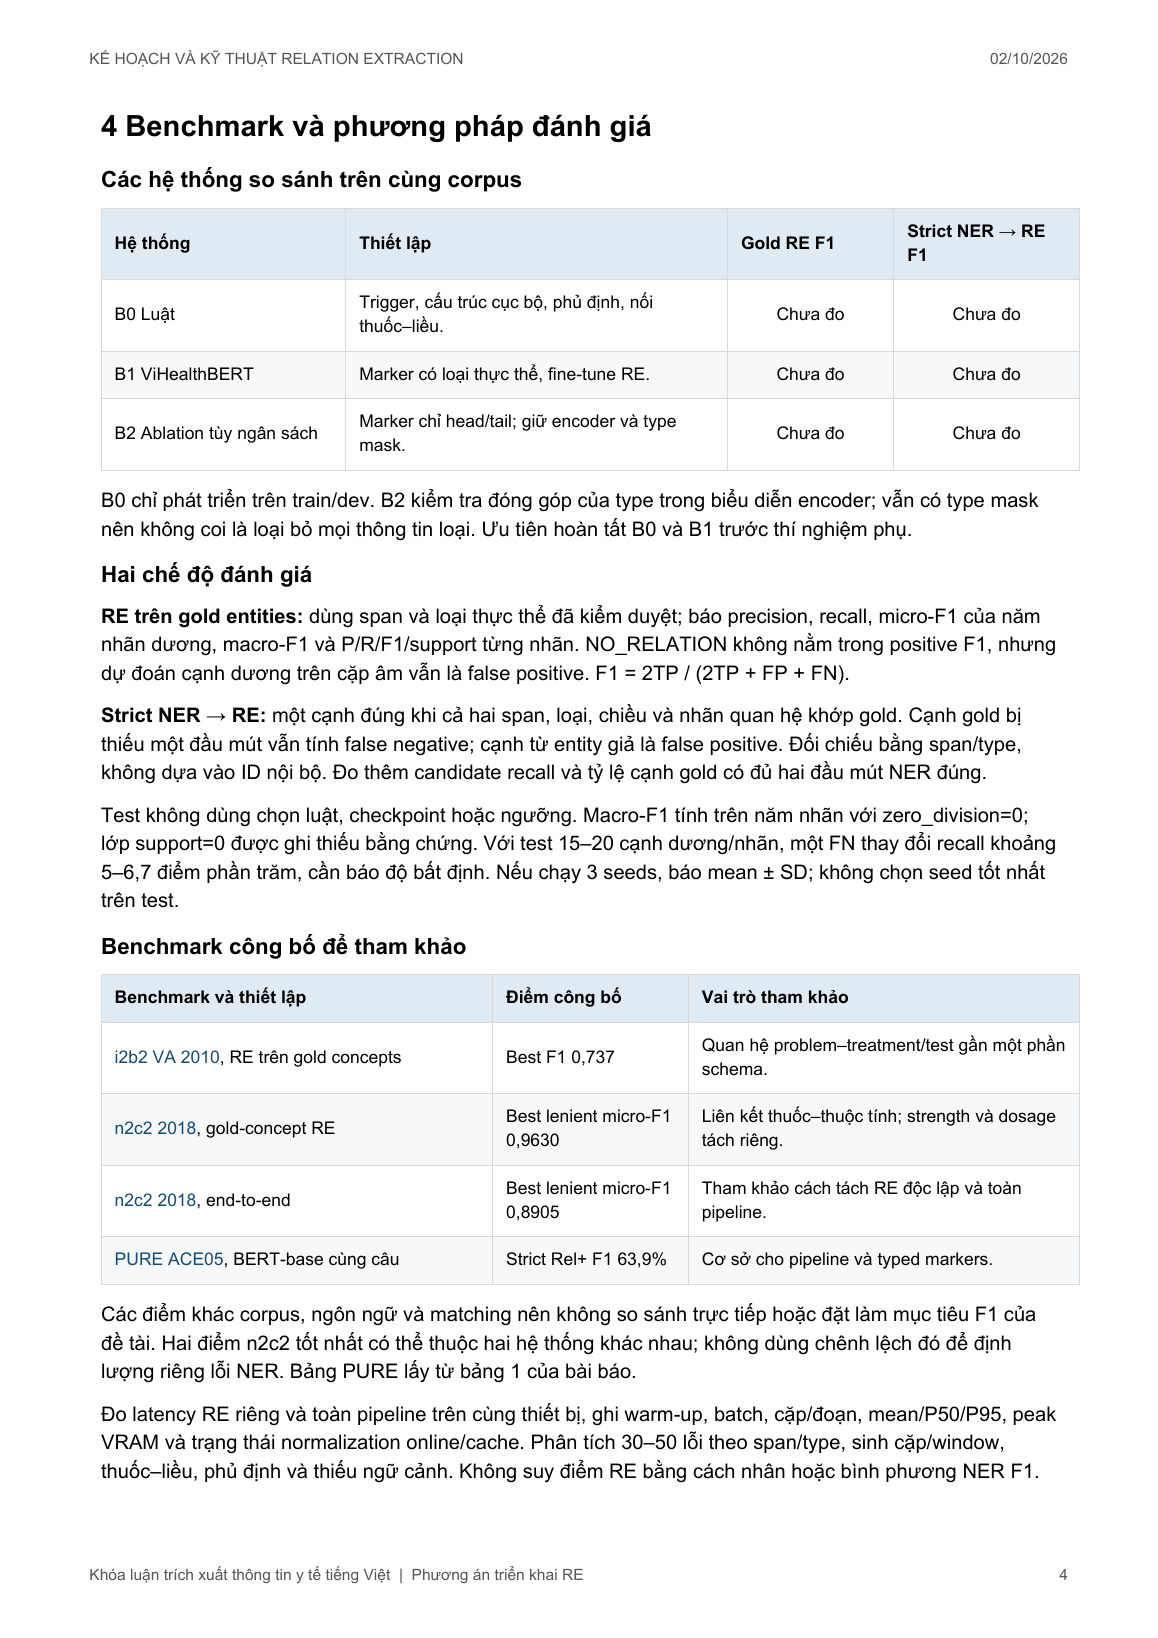 KẾ HOẠCH VÀ KỸ THUẬT RELATION EXTRACTION
02/10/2026
4 Benchmark và phương pháp đánh giá
Các hệ thống so sánh trên cùng corpus
Hệ thống
Thiết lập
Gold RE F1
Strict NER → RE
F1
B0 Luật
Trigger, cấu trúc cục bộ, phủ định, nối
thuốc–liều.
Chưa đo
Chưa đo
B1 ViHealthBERT
Marker có loại thực thể, fine-tune RE.
Chưa đo
Chưa đo
B2 Ablation tùy ngân sách
Marker chỉ head/tail; giữ encoder và type
mask.
Chưa đo
Chưa đo
B0 chỉ phát triển trên train/dev. B2 kiểm tra đóng góp của type trong biểu diễn encoder; vẫn có type mask
nên không coi là loại bỏ mọi thông tin loại. Ưu tiên hoàn tất B0 và B1 trước thí nghiệm phụ.
Hai chế độ đánh giá
RE trên gold entities: dùng span và loại thực thể đã kiểm duyệt; báo precision, recall, micro-F1 của năm
nhãn dương, macro-F1 và P/R/F1/support từng nhãn. NO_RELATION không nằm trong positive F1, nhưng
dự đoán cạnh dương trên cặp âm vẫn là false positive. F1 = 2TP / (2TP + FP + FN).
Strict NER → RE: một cạnh đúng khi cả hai span, loại, chiều và nhãn quan hệ khớp gold. Cạnh gold bị
thiếu một đầu mút vẫn tính false negative; cạnh từ entity giả là false positive. Đối chiếu bằng span/type,
không dựa vào ID nội bộ. Đo thêm candidate recall và tỷ lệ cạnh gold có đủ hai đầu mút NER đúng.
Test không dùng chọn luật, checkpoint hoặc ngưỡng. Macro-F1 tính trên năm nhãn với zero_division=0;
lớp support=0 được ghi thiếu bằng chứng. Với test 15–20 cạnh dương/nhãn, một FN thay đổi recall khoảng
5–6,7 điểm phần trăm, cần báo độ bất định. Nếu chạy 3 seeds, báo mean ± SD; không chọn seed tốt nhất
trên test.
Benchmark công bố để tham khảo
Benchmark và thiết lập
Điểm công bố
Vai trò tham khảo
i2b2 VA 2010, RE trên gold concepts
Best F1 0,737
Quan hệ problem–treatment/test gần một phần
schema.
n2c2 2018, gold-concept RE
Best lenient micro-F1
0,9630
Liên kết thuốc–thuộc tính; strength và dosage
tách riêng.
n2c2 2018, end-to-end
Best lenient micro-F1
0,8905
Tham khảo cách tách RE độc lập và toàn
pipeline.
PURE ACE05, BERT-base cùng câu
Strict Rel+ F1 63,9%
Cơ sở cho pipeline và typed markers.
Các điểm khác corpus, ngôn ngữ và matching nên không so sánh trực tiếp hoặc đặt làm mục tiêu F1 của
đề tài. Hai điểm n2c2 tốt nhất có thể thuộc hai hệ thống khác nhau; không dùng chênh lệch đó để định
lượng riêng lỗi NER. Bảng PURE lấy từ bảng 1 của bài báo.
Đo latency RE riêng và toàn pipeline trên cùng thiết bị, ghi warm-up, batch, cặp/đoạn, mean/P50/P95, peak
VRAM và trạng thái normalization online/cache. Phân tích 30–50 lỗi theo span/type, sinh cặp/window,
thuốc–liều, phủ định và thiếu ngữ cảnh. Không suy điểm RE bằng cách nhân hoặc bình phương NER F1.
Khóa luận trích xuất thông tin y tế tiếng Việt | Phương án triển khai RE
4